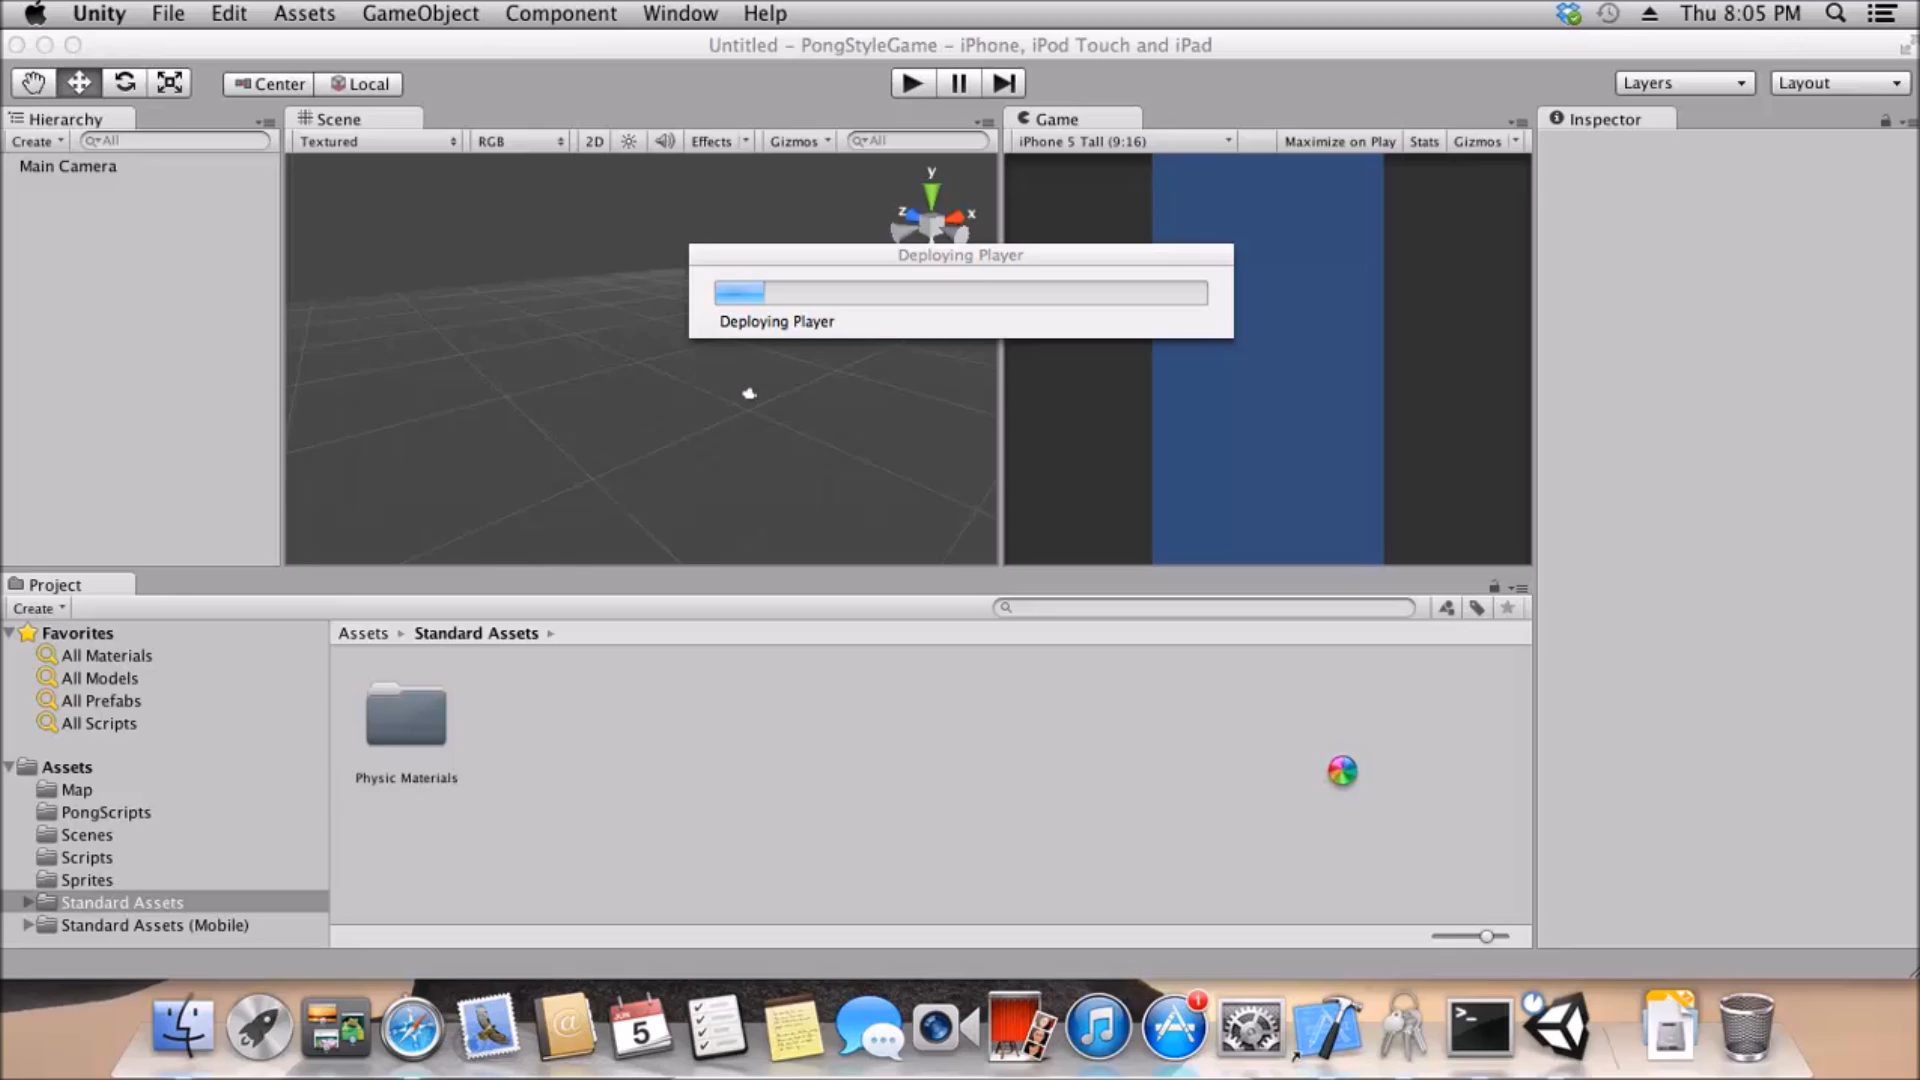 Unity File Edit Assets GameObject Component Window Help Thu 8:05 PM
Untitled - PongStyleGame - iPhone, iPod Touch and iPad
Center Local Layers Layout
Hierarchy Scene Game Inspector
Create All Textured RGB 2D Effects Gizmos All iPhone 5 Tall (9:16) Maximize on Play Stats Gizmos
Main Camera
y
z x
Deploying Player
Deploying Player
Project
Create
Favorites
Assets Standard Assets
All Materials
All Models
All Prefabs
All Scripts
Assets
Physic Materials
Map
PongScripts
Scenes
Scripts
Sprites
Standard Assets
Standard Assets (Mobile)
JUN
5
1
>_